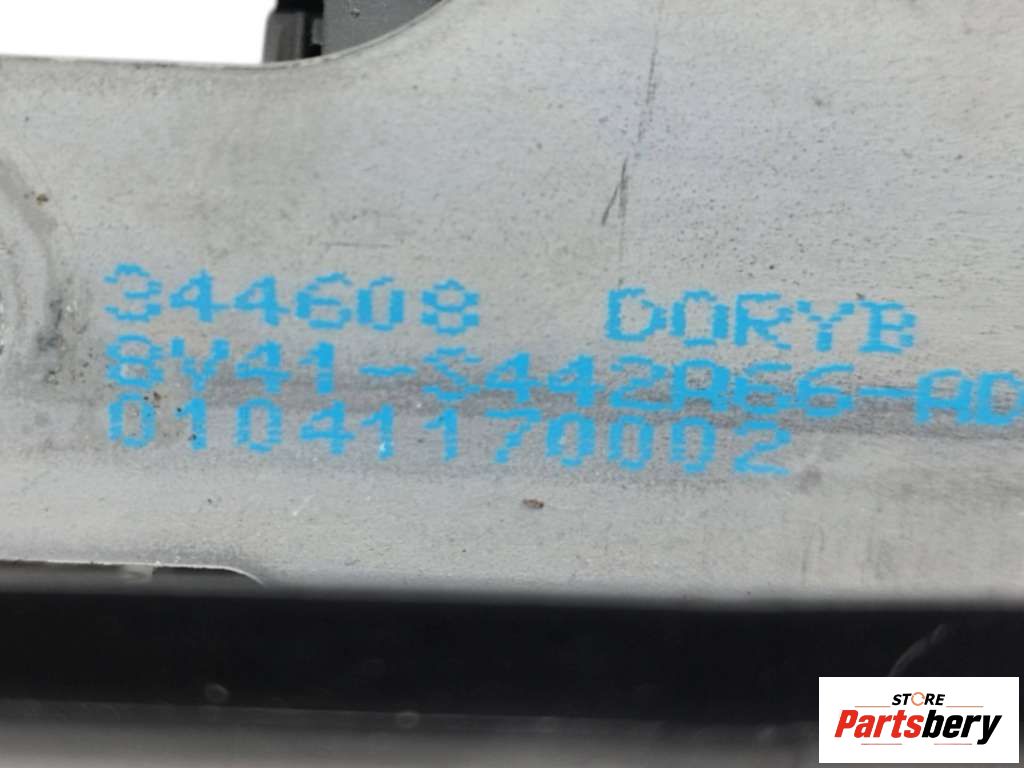 344608 DORYB
8V41-S442A66-AD
01041170002
STORE
Partsbery